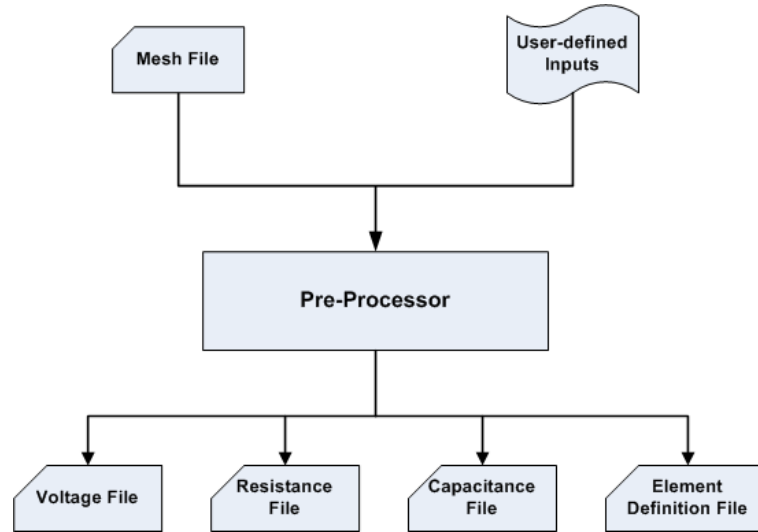 Mesh File
User-defined
Inputs
Pre-Processor
Voltage File
Resistance
File
Capacitance
File
Element
Definition File